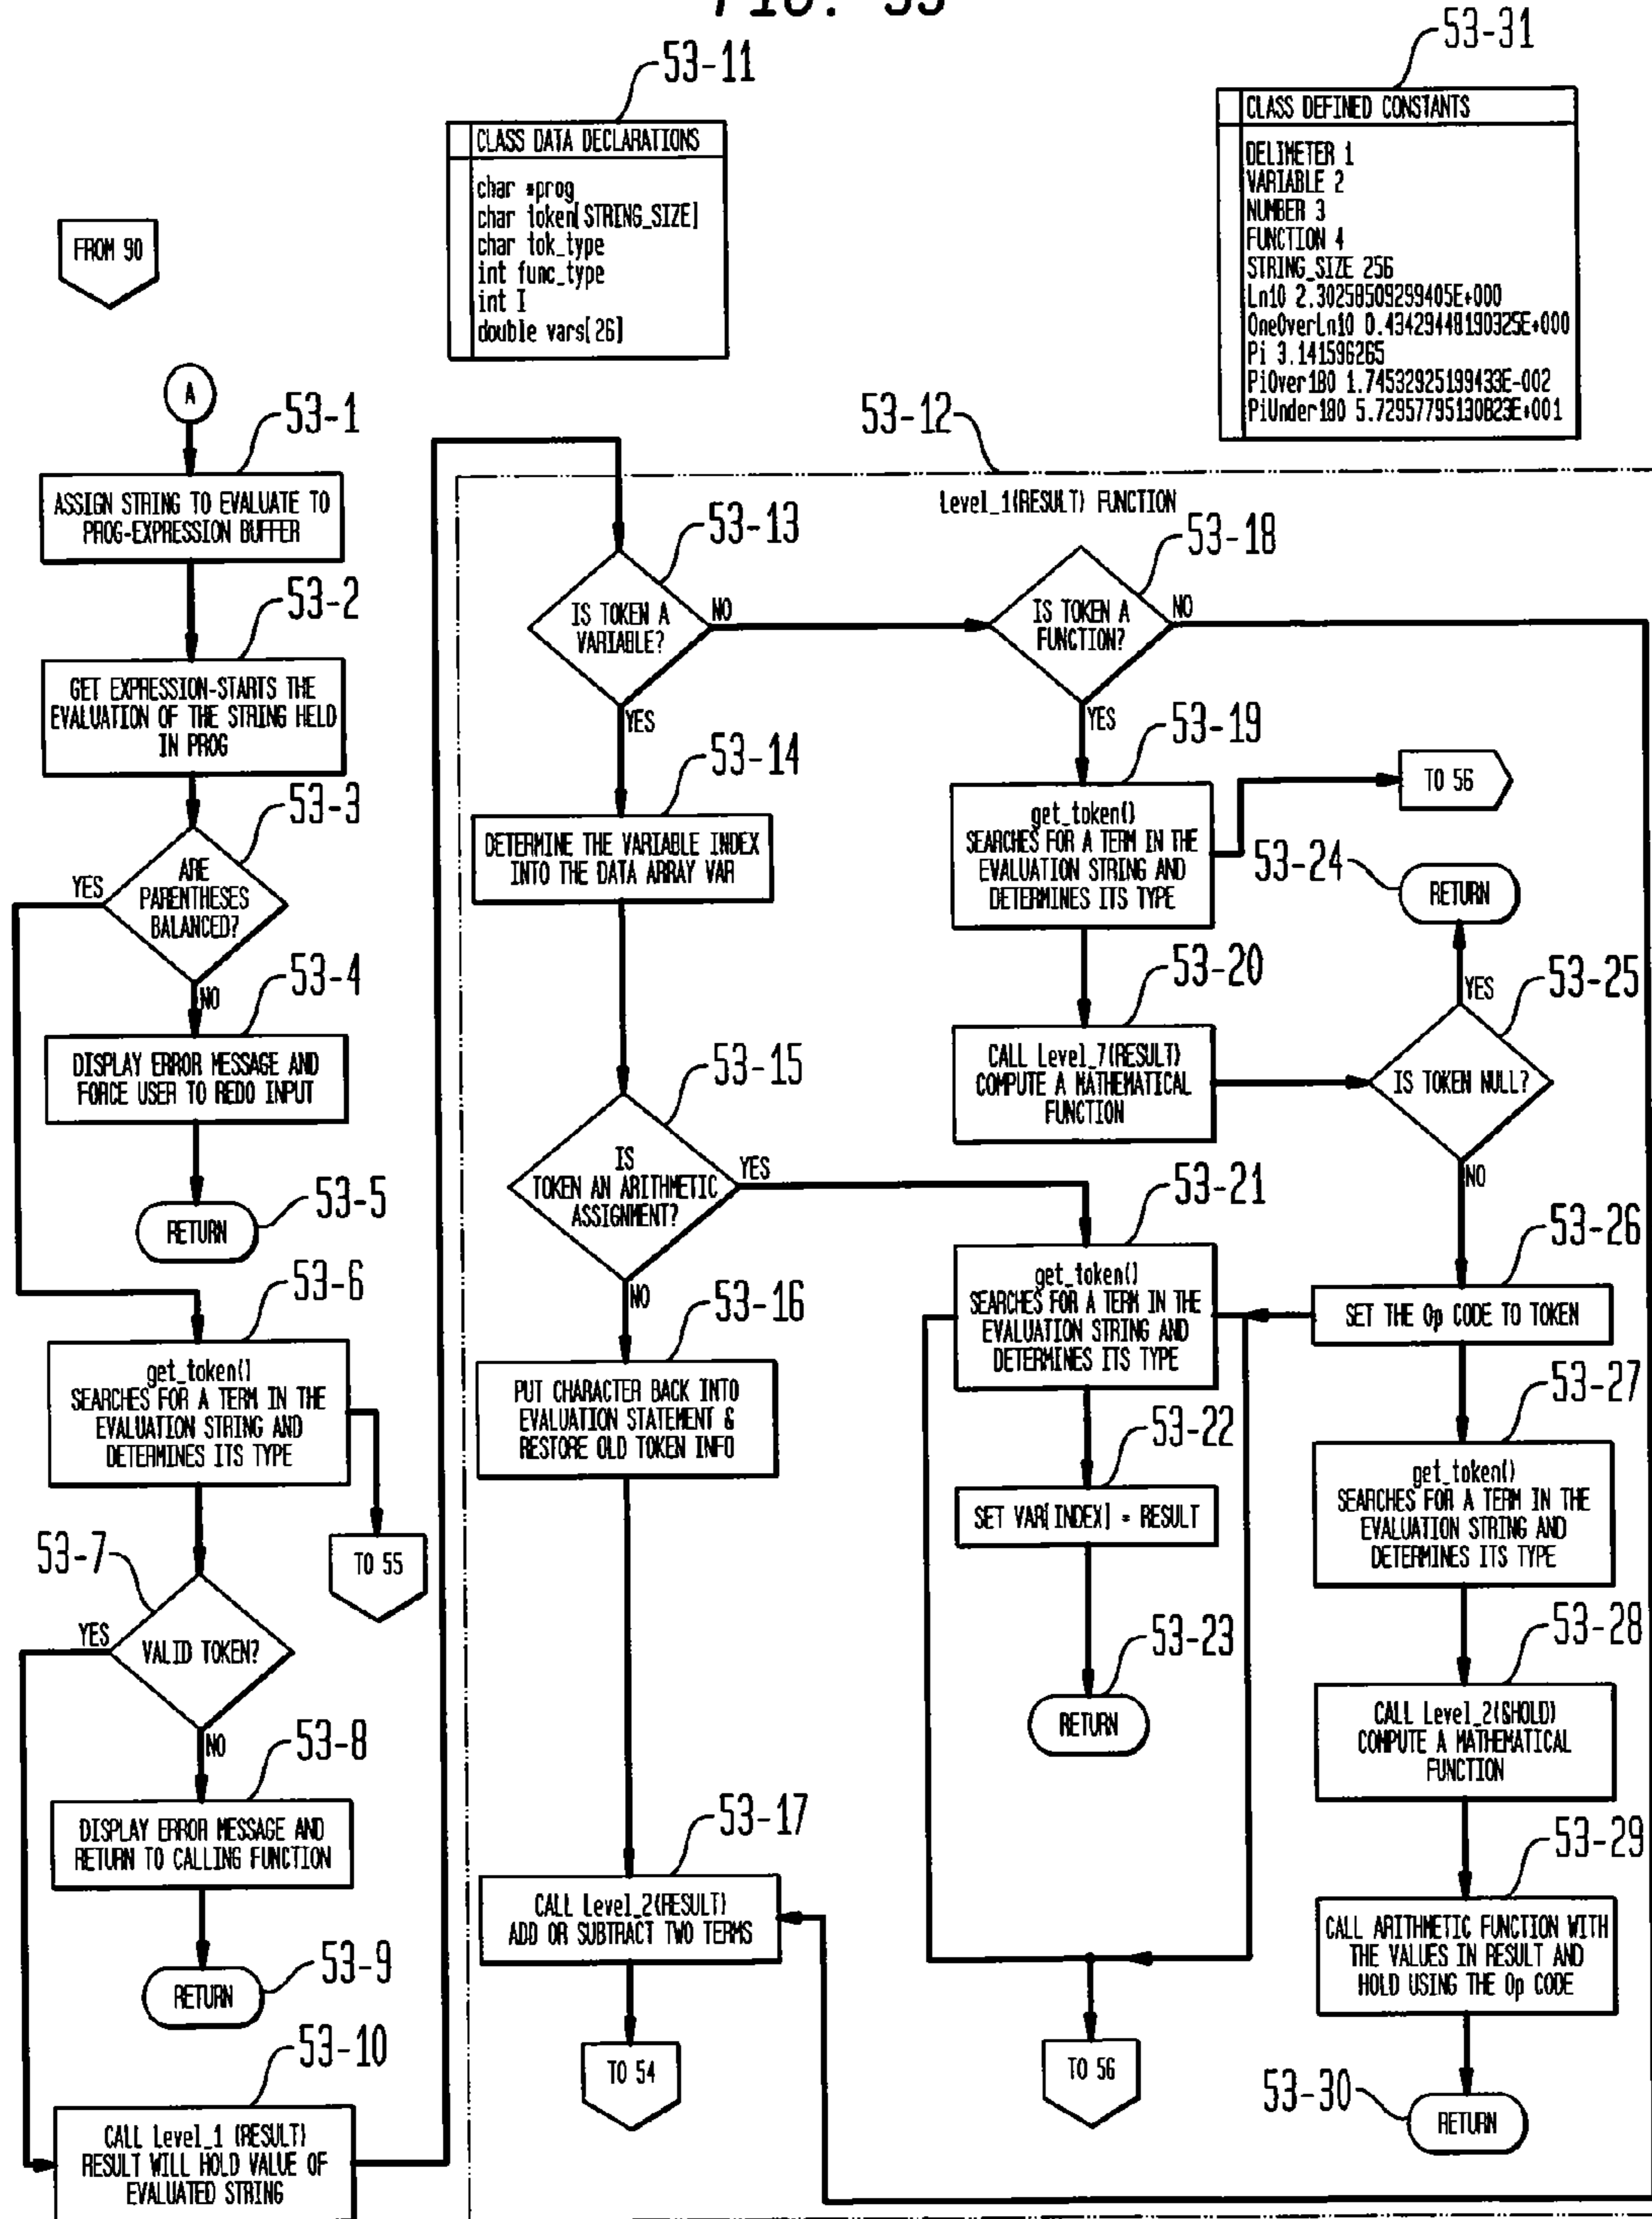 FIG. 53
53-11
CLASS DATA DECLARATIONS
char *prog
char token[STRING_SIZE]
char tok_type
int func_type
int I
double vars[26]
53-31
CLASS DEFINED CONSTANTS
DELIMETER 1
VARIABLE 2
NUMBER 3
FUNCTION 4
STRING_SIZE 256
Ln10 2.30258509299405E+000
OneOverLn10 0.43429448190325E+000
Pi 3.141596265
PiOver180 1.74532925199433E-002
PiUnder180 5.72957795130823E+001
FROM 90
A
53-1
ASSIGN STRING TO EVALUATE TO
PROG-EXPRESSION BUFFER
53-2
GET EXPRESSION-STARTS THE
EVALUATION OF THE STRING HELD
IN PROG
53-3
ARE
PARENTHESES
BALANCED?
YES
NO
53-4
DISPLAY ERROR MESSAGE AND
FORCE USER TO REDO INPUT
53-5
RETURN
53-6
get_token()
SEARCHES FOR A TERM IN THE
EVALUATION STRING AND
DETERMINES ITS TYPE
TO 55
53-7
VALID TOKEN?
YES
NO
53-8
DISPLAY ERROR MESSAGE AND
RETURN TO CALLING FUNCTION
53-9
RETURN
53-10
CALL Level_1 (RESULT)
RESULT WILL HOLD VALUE OF
EVALUATED STRING
53-12
Level_1(RESULT) FUNCTION
53-13
IS TOKEN A
VARIABLE?
NO
YES
53-14
DETERMINE THE VARIABLE INDEX
INTO THE DATA ARRAY VAR
53-15
IS
TOKEN AN ARITHMETIC
ASSIGNMENT?
YES
NO
53-16
PUT CHARACTER BACK INTO
EVALUATION STATEMENT &
RESTORE OLD TOKEN INFO
53-17
CALL Level_2(RESULT)
ADD OR SUBTRACT TWO TERMS
TO 54
53-18
IS TOKEN A
FUNCTION?
NO
YES
53-19
get_token()
SEARCHES FOR A TERM IN THE
EVALUATION STRING AND
DETERMINES ITS TYPE
TO 56
53-20
CALL Level_7(RESULT)
COMPUTE A MATHEMATICAL
FUNCTION
53-21
get_token()
SEARCHES FOR A TERM IN THE
EVALUATION STRING AND
DETERMINES ITS TYPE
53-22
SET VAR[INDEX] = RESULT
53-23
RETURN
TO 56
53-24
RETURN
53-25
YES
IS TOKEN NULL?
NO
53-26
SET THE Op CODE TO TOKEN
53-27
get_token()
SEARCHES FOR A TERM IN THE
EVALUATION STRING AND
DETERMINES ITS TYPE
53-28
CALL Level_2(&HOLD)
COMPUTE A MATHEMATICAL
FUNCTION
53-29
CALL ARITHMETIC FUNCTION WITH
THE VALUES IN RESULT AND
HOLD USING THE Op CODE
53-30
RETURN